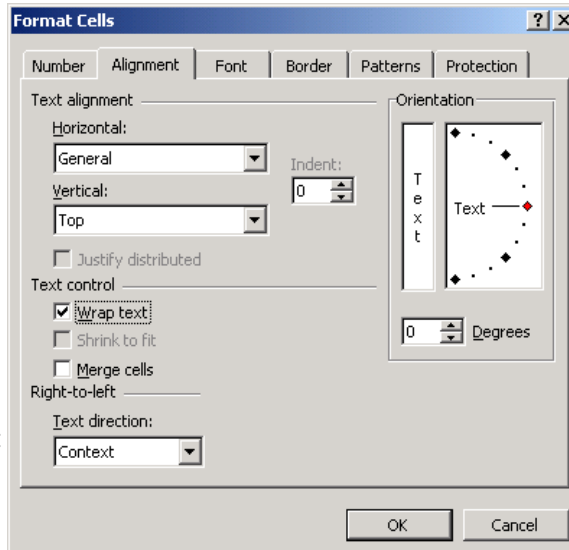 Format Cells
Number Alignment Font Border Patterns Protection
Text alignment
Horizontal:
General
Indent:
0
Vertical:
Top
Justify distributed
Text control
Wrap text
Shrink to fit
Merge cells
Right-to-left
Text direction:
Context
Orientation
Text
Text
0 Degrees
OK Cancel